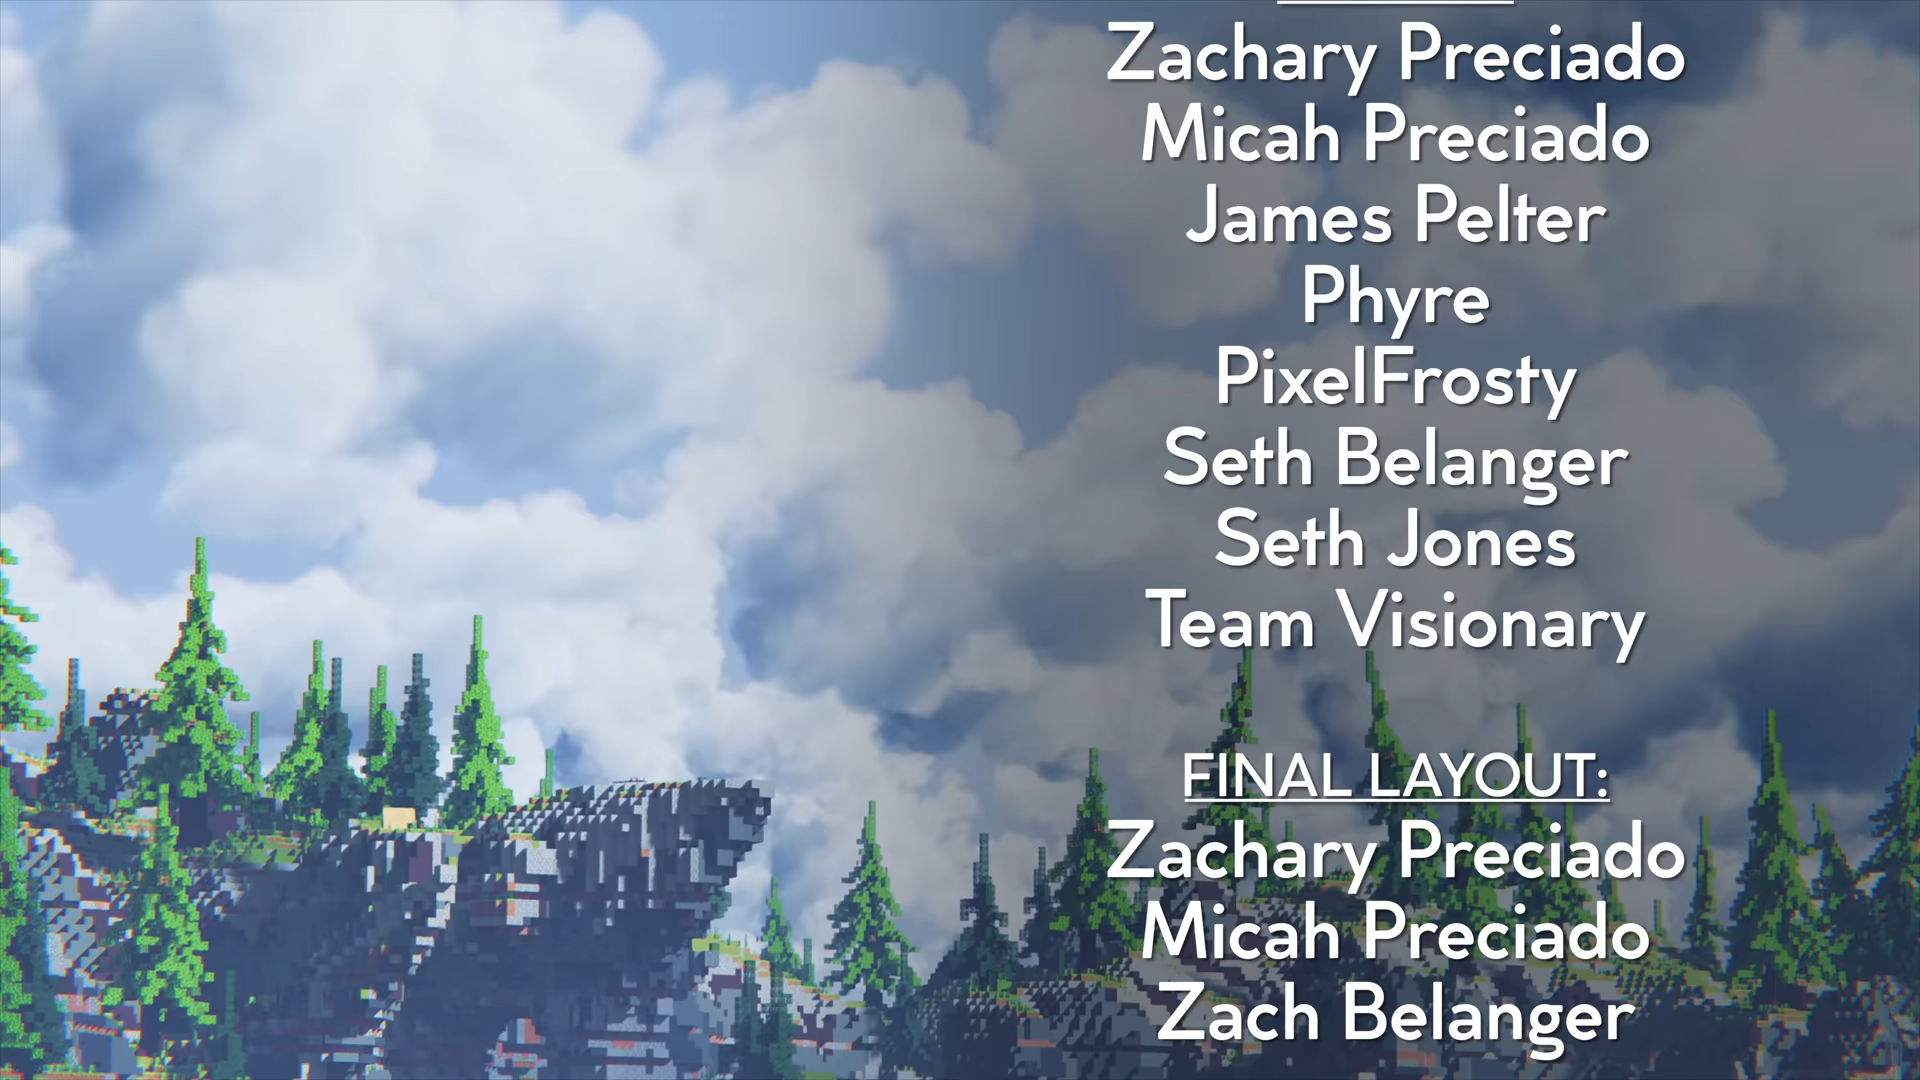 Zachary Preciado
Micah Preciado
James Pelter
Phyre
PixelFrosty
Seth Belanger
Seth Jones
Team Visionary
FINAL LAYOUT:
Zachary Preciado
Micah Preciado
Zach Belanger